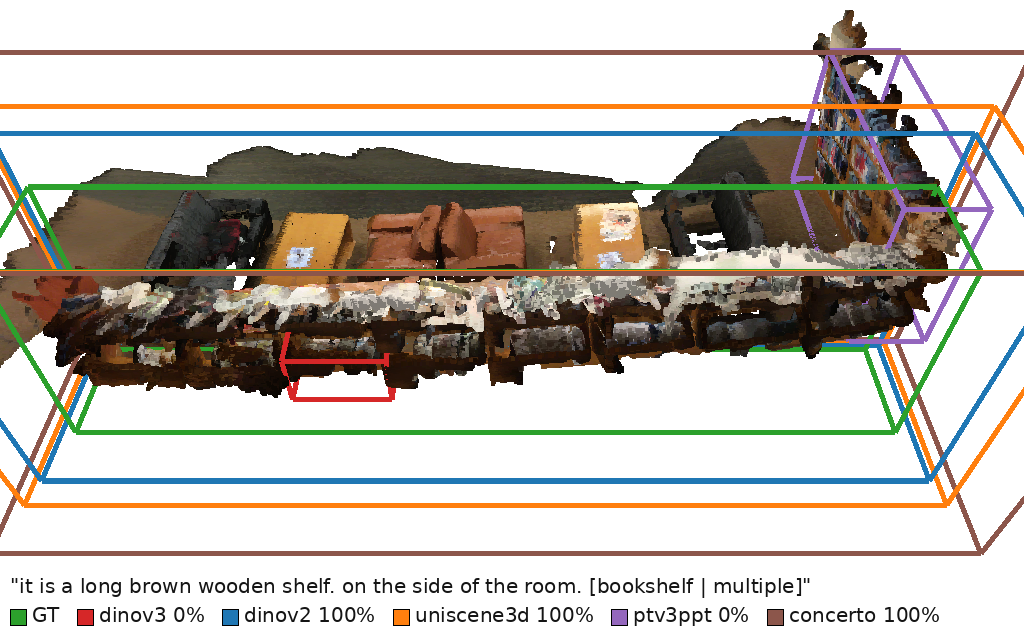 "it is a long brown wooden shelf. on the side of the room. [bookshelf | multiple]"
GT dinov3 0% dinov2 100% uniscene3d 100% ptv3ppt 0% concerto 100%